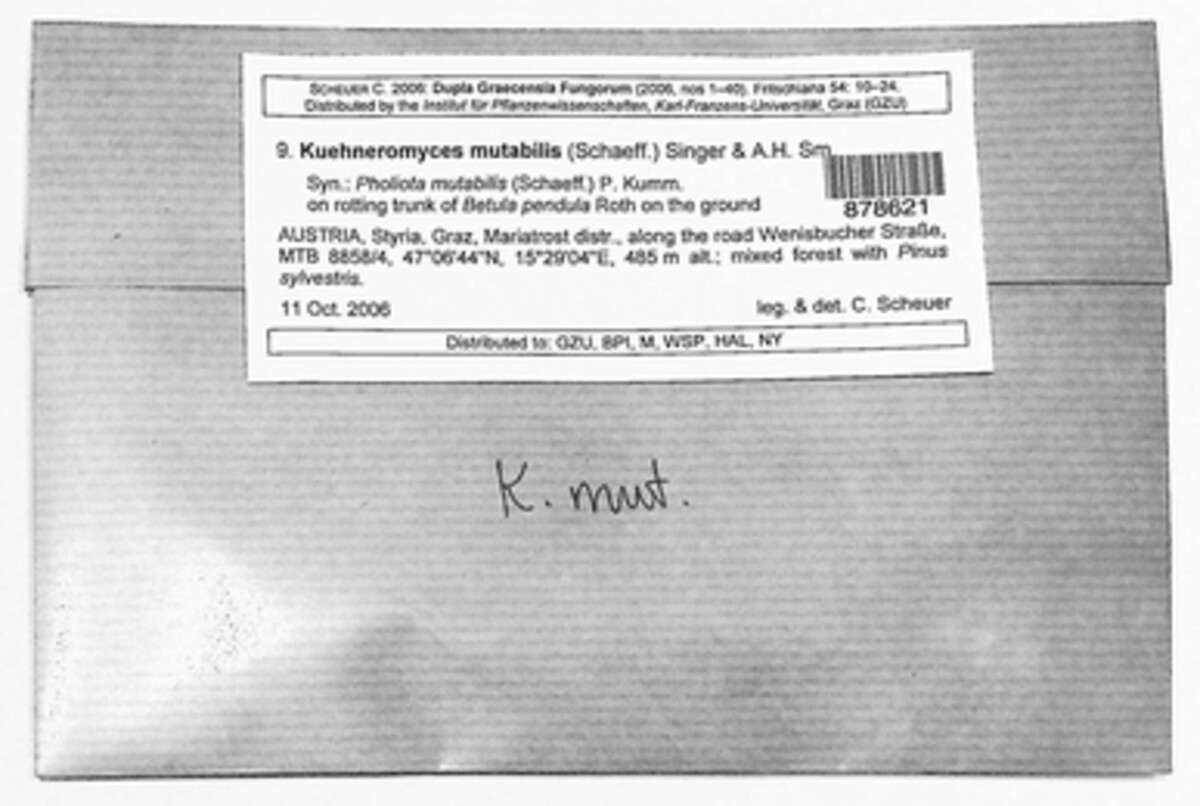 SCHEUER C. 2006: Dupla Graecensia Fungorum (2006, nos 1–40). Fritschiana 54: 10–24.
Distributed by the Institut für Pflanzenwissenschaften, Karl-Franzens-Universität, Graz (GZU)
9. Kuehneromyces mutabilis (Schaeff.) Singer & A.H. Sm
Syn.: Pholiota mutabilis (Schaeff.) P. Kumm.
on rotting trunk of Betula pendula Roth on the ground
878621
AUSTRIA, Styria, Graz, Mariatrost distr., along the road Wenisbucher Straße,
MTB 8858/4, 47°06'44"N, 15°29'04"E, 485 m alt.; mixed forest with Pinus
sylvestris.
11 Oct. 2006 leg. & det. C. Scheuer
Distributed to: GZU, BPI, M, WSP, HAL, NY
K. mut.